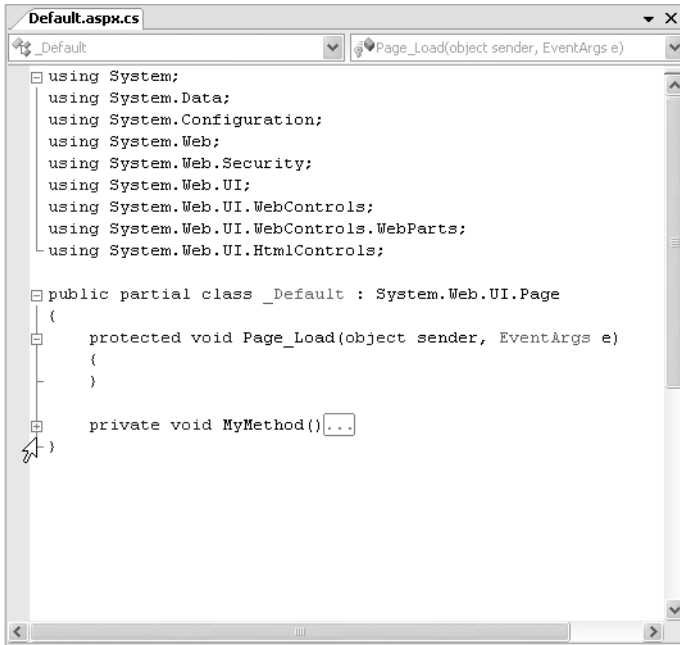 Default.aspx.cs
_Default
Page_Load(object sender, EventArgs e)
using System;
using System.Data;
using System.Configuration;
using System.Web;
using System.Web.Security;
using System.Web.UI;
using System.Web.UI.WebControls;
using System.Web.UI.WebControls.WebParts;
using System.Web.UI.HtmlControls;
public partial class _Default : System.Web.UI.Page
{
protected void Page_Load(object sender, EventArgs e)
{
}
private void MyMethod()...
}